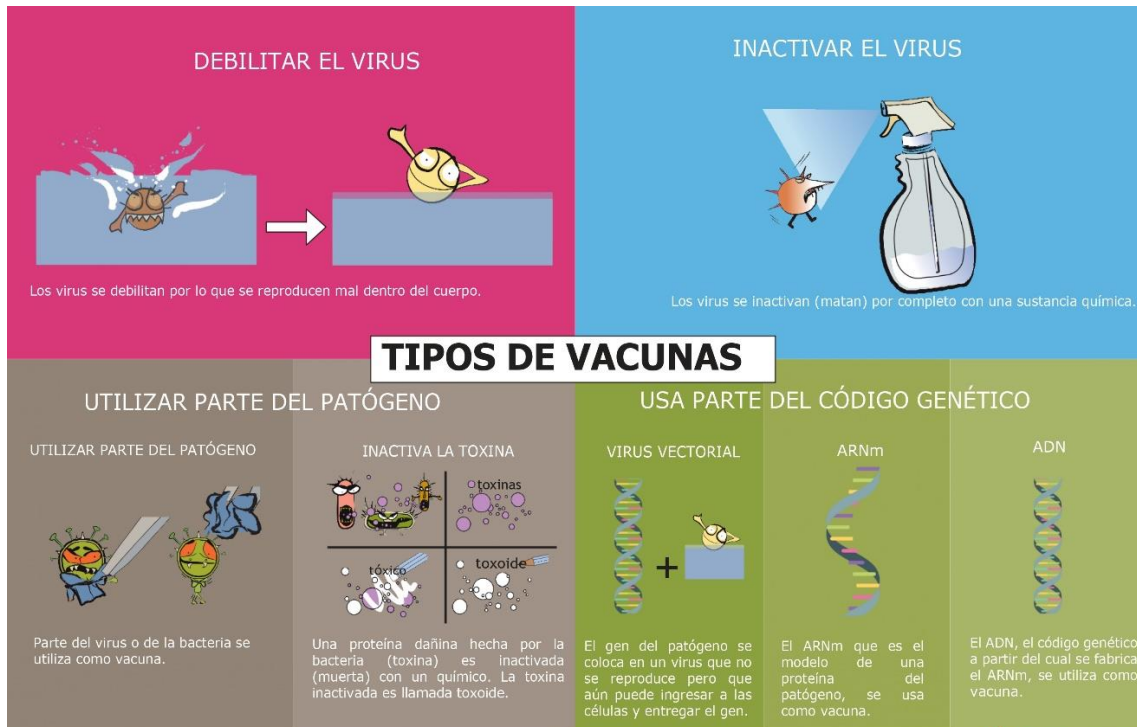 DEBILITAR EL VIRUS
Los virus se debilitan por lo que se reproducen mal dentro del cuerpo.
INACTIVAR EL VIRUS
Los virus se inactivan (matan) por completo con una sustancia química.
TIPOS DE VACUNAS
UTILIZAR PARTE DEL PATÓGENO
UTILIZAR PARTE DEL PATÓGENO
Parte del virus o de la bacteria se
utiliza como vacuna.
INACTIVA LA TOXINA
toxinas
tóxico
toxoide
Una proteína dañina hecha por la
bacteria (toxina) es inactivada
(muerta) con un químico. La toxina
inactivada es llamada toxoide.
USA PARTE DEL CÓDIGO GENÉTICO
VIRUS VECTORIAL
+
El gen del patógeno se
coloca en un virus que no
se reproduce pero que
aún puede ingresar a las
células y entregar el gen.
ARNm
El ARNm que es el
modelo de una
proteína del
patógeno, se usa
como vacuna.
ADN
El ADN, el código genético
a partir del cual se fabrica
el ARNm, se utiliza como
vacuna.